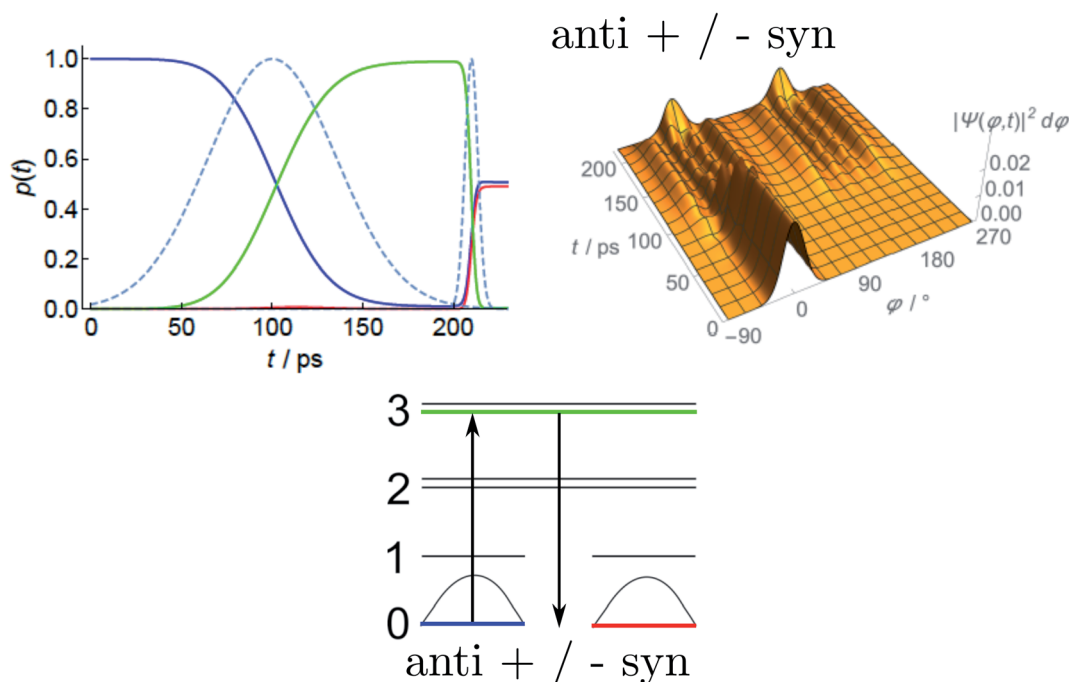 anti + / - syn
1.0
0.8
0.6
0.4
0.2
0.0
p(t)
0 50 100 150 200
t / ps
|Ψ(φ,t)|² dφ
0.02
0.01
0.00
200
150
100
50
0
t / ps
-90
0
90
180
270
φ / °
3
2
1
0
anti + / - syn